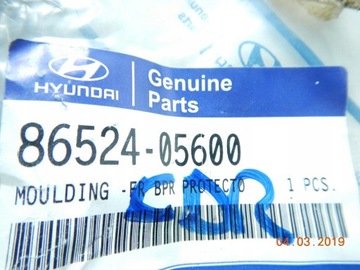 HYUNDAI
Genuine
Parts
86524-05600
MOULDING -FR BPR PROTECTO 1 PCS.
04.03.2019